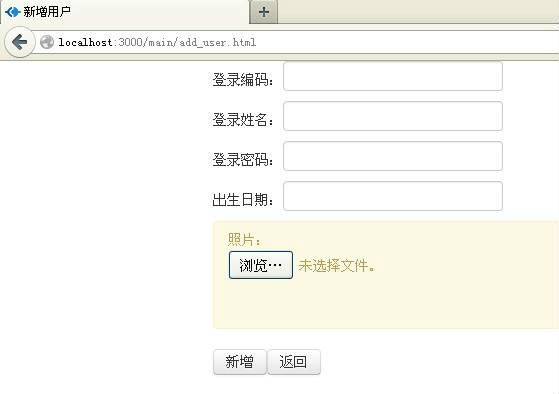 新增用户
localhost:3000/main/add_user.html
登录编码：
登录姓名：
登录密码：
出生日期：
照片：
浏览… 未选择文件。
新增 返回